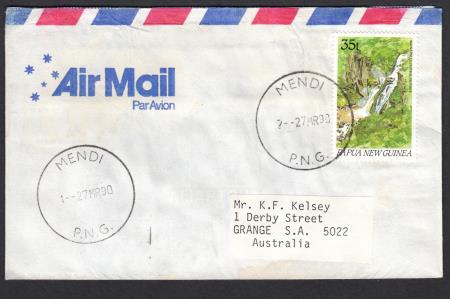 Air Mail
Par Avion
35t
PAPUA NEW GUINEA
MENDI
2--27MR90
P.N.G.
MENDI
1--27MR90
P.N.G.
Mr. K.F. Kelsey
1 Derby Street
GRANGE S.A. 5022
Australia